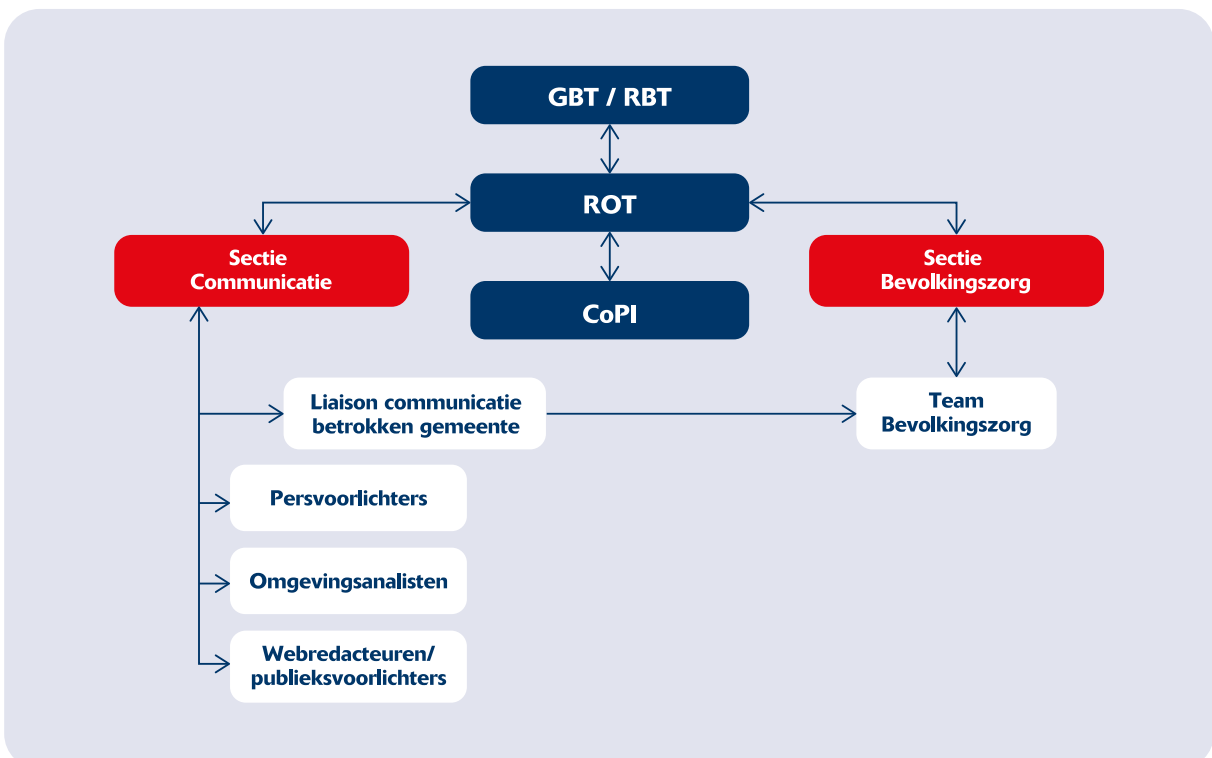 GBT / RBT
ROT
Sectie
Communicatie
Sectie
Bevolkingszorg
CoPI
Liaison communicatie
betrokken gemeente
Team
Bevolkingszorg
Persvoorlichters
Omgevingsanalisten
Webredacteuren/
publieksvoorlichters